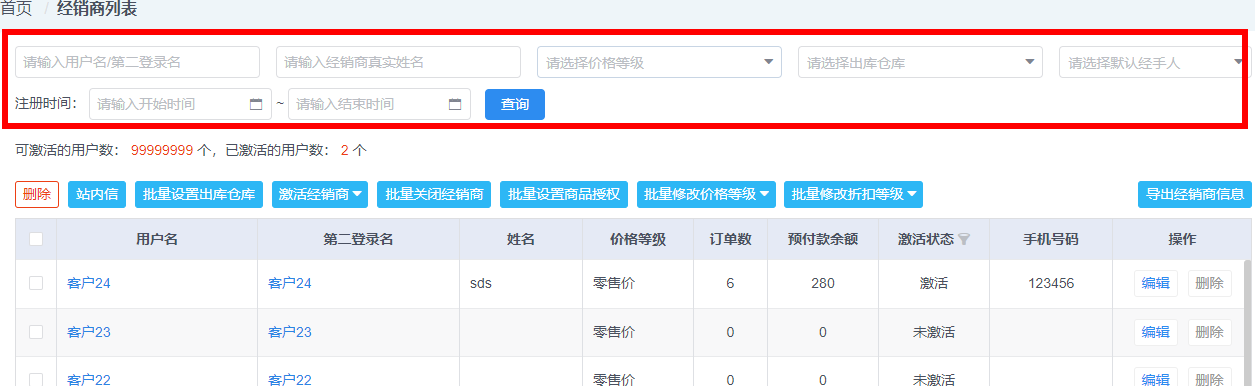 首页 / 经销商列表
请输入用户名/第二登录名 请输入经销商真实姓名 请选择价格等级 请选择出库仓库 请选择默认经手人
注册时间： 请输入开始时间 ~ 请输入结束时间 查询
可激活的用户数： 99999999 个，已激活的用户数： 2 个
删除 站内信 批量设置出库仓库 激活经销商 批量关闭经销商 批量设置商品授权 批量修改价格等级 批量修改折扣等级 导出经销商信息
用户名 第二登录名 姓名 价格等级 订单数 预付款余额 激活状态 手机号码 操作
客户24 客户24 sds 零售价 6 280 激活 123456 编辑 删除
客户23 客户23 零售价 0 0 未激活 编辑 删除
客户22 客户22 零售价 0 0 未激活 编辑 删除